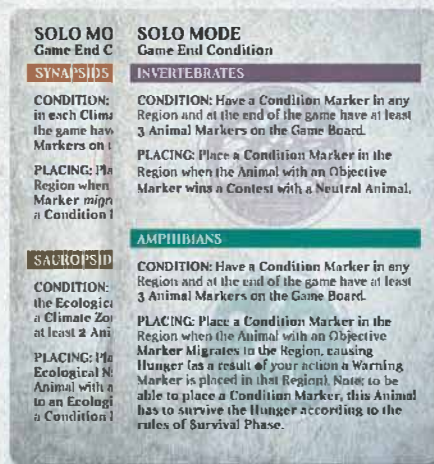 SOLO MO
Game End C
SYNAPSIDS
CONDITION:
in each Clima
the game hav
Markers on t
PLACING: Pla
Region when
Marker migr
a Condition
SAUROPSID
CONDITION:
the Ecologica
a Climate Zo
at least 2 Ani
PLACING: Pla
Ecological N
Animal with a
to an Ecologi
a Condition
SOLO MODE
Game End Condition
INVERTEBRATES
CONDITION: Have a Condition Marker in any
Region and at the end of the game have at least
3 Animal Markers on the Game Board.
PLACING: Place a Condition Marker in the
Region when the Animal with an Objective
Marker wins a Contest with a Neutral Animal.
AMPHIBIANS
CONDITION: Have a Condition Marker in any
Region and at the end of the game have at least
3 Animal Markers on the Game Board.
PLACING: Place a Condition Marker in the
Region when the Animal with an Objective
Marker Migrates to the Region, causing
Hunger (as a result of your action a Warning
Marker is placed in that Region). Note: to be
able to place a Condition Marker, this Animal
has to survive the Hunger according to the
rules of Survival Phase.